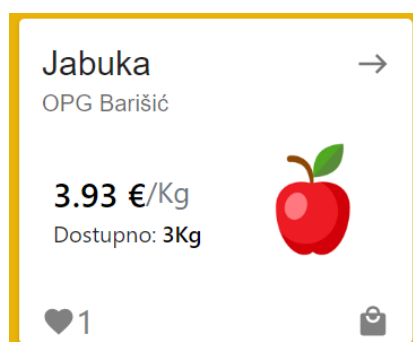 Jabuka
OPG Barišić
3.93 €/Kg
Dostupno: 3Kg
1